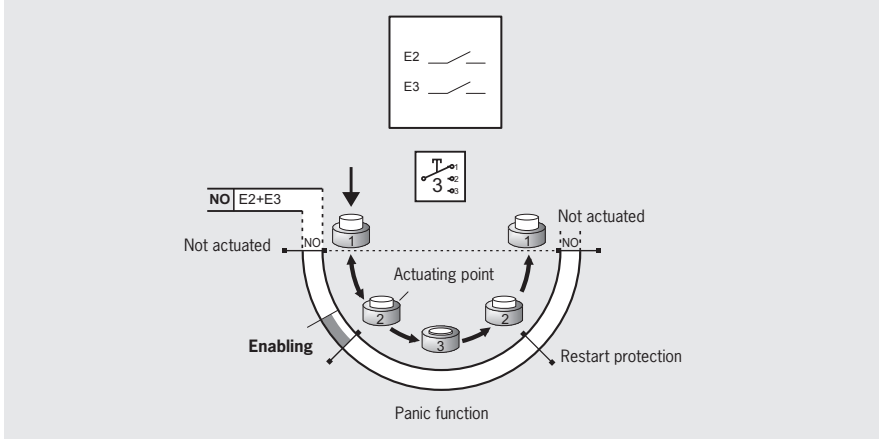 E2
E3
1
2
3
3
NO E2+E3
Not actuated
Not actuated
NO
1
1
NO
Actuating point
2
2
3
Enabling
Restart protection
Panic function